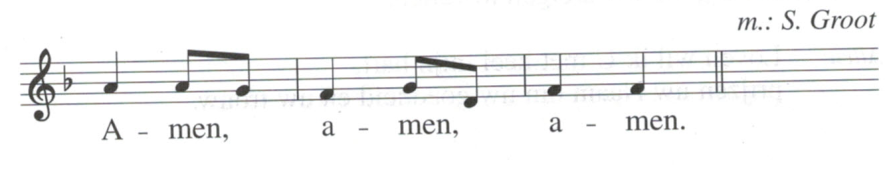 m.: S. Groot
A - men, a - men, a - men.